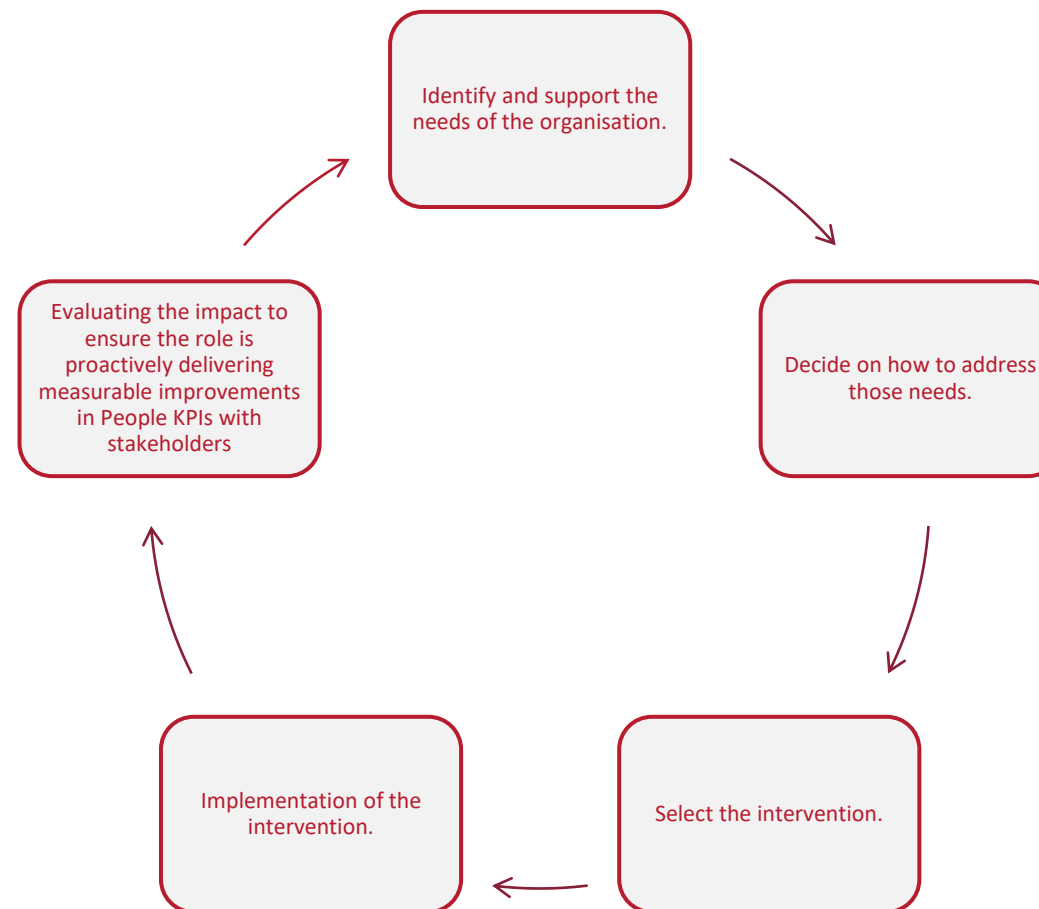 Identify and support the
needs of the organisation.
Decide on how to address
those needs.
Select the intervention.
Implementation of the
intervention.
Evaluating the impact to
ensure the role is
proactively delivering
measurable improvements
in People KPIs with
stakeholders